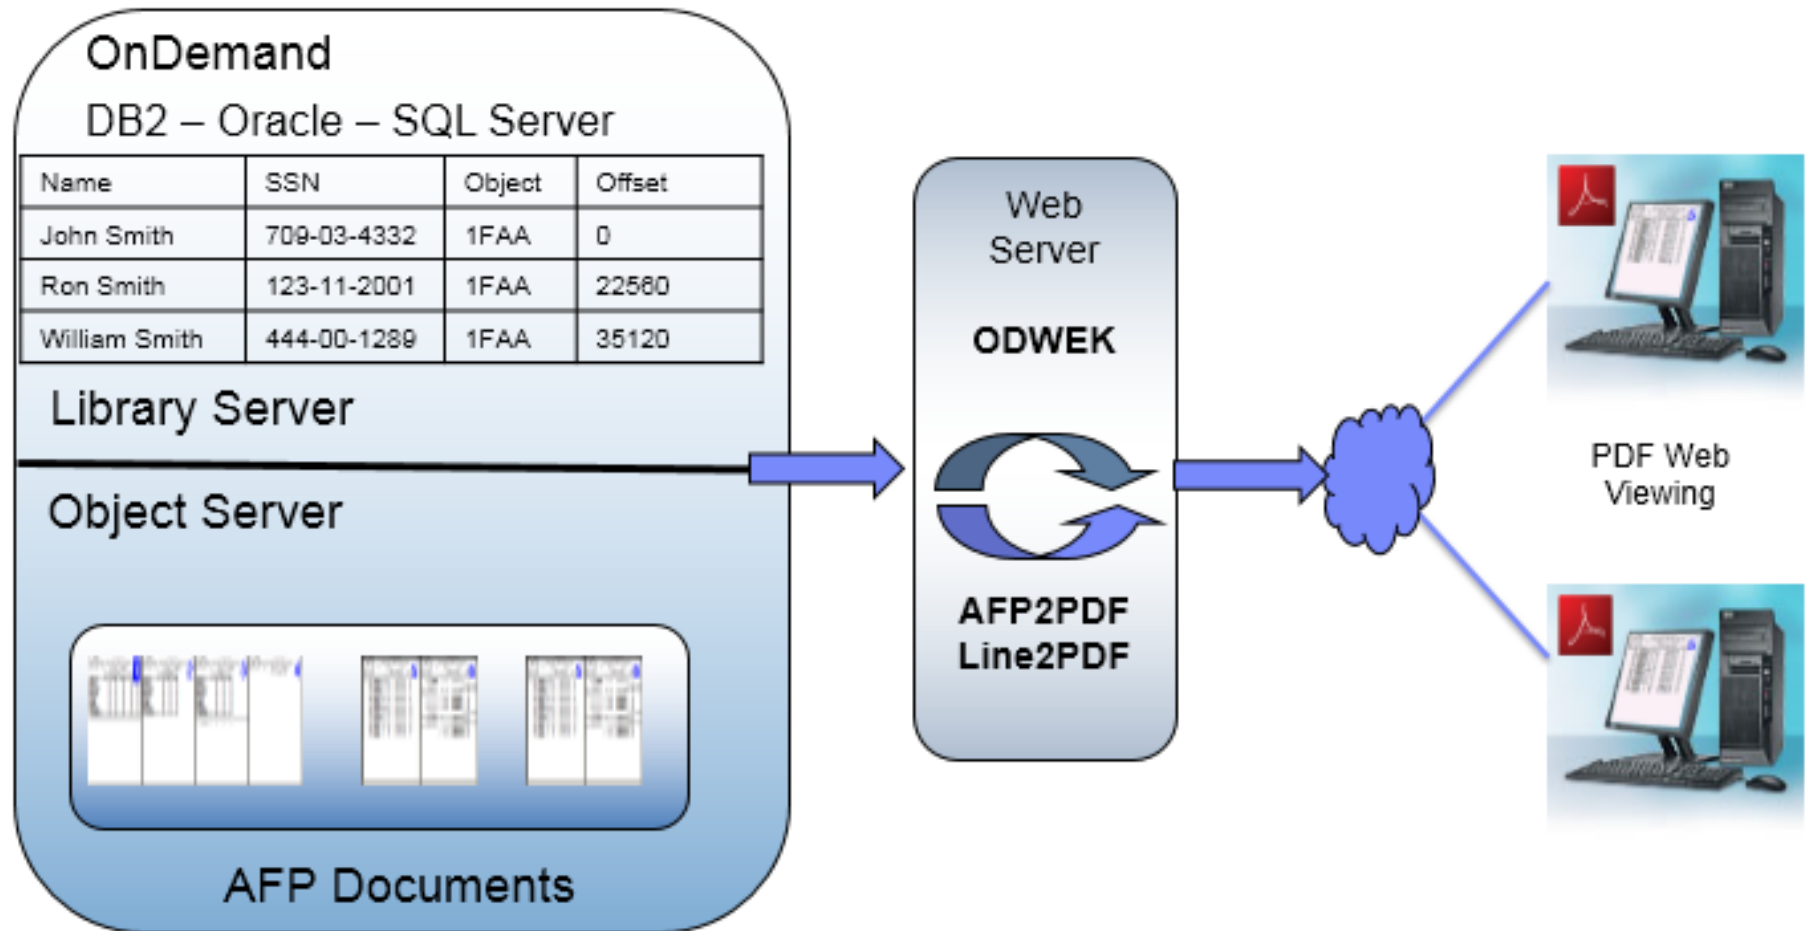 OnDemand
DB2 – Oracle – SQL Server
Name SSN Object Offset
John Smith 709-03-4332 1FAA 0
Ron Smith 123-11-2001 1FAA 22560
William Smith 444-00-1289 1FAA 35120
Library Server
Object Server
AFP Documents
Web
Server
ODWEK
AFP2PDF
Line2PDF
PDF Web
Viewing